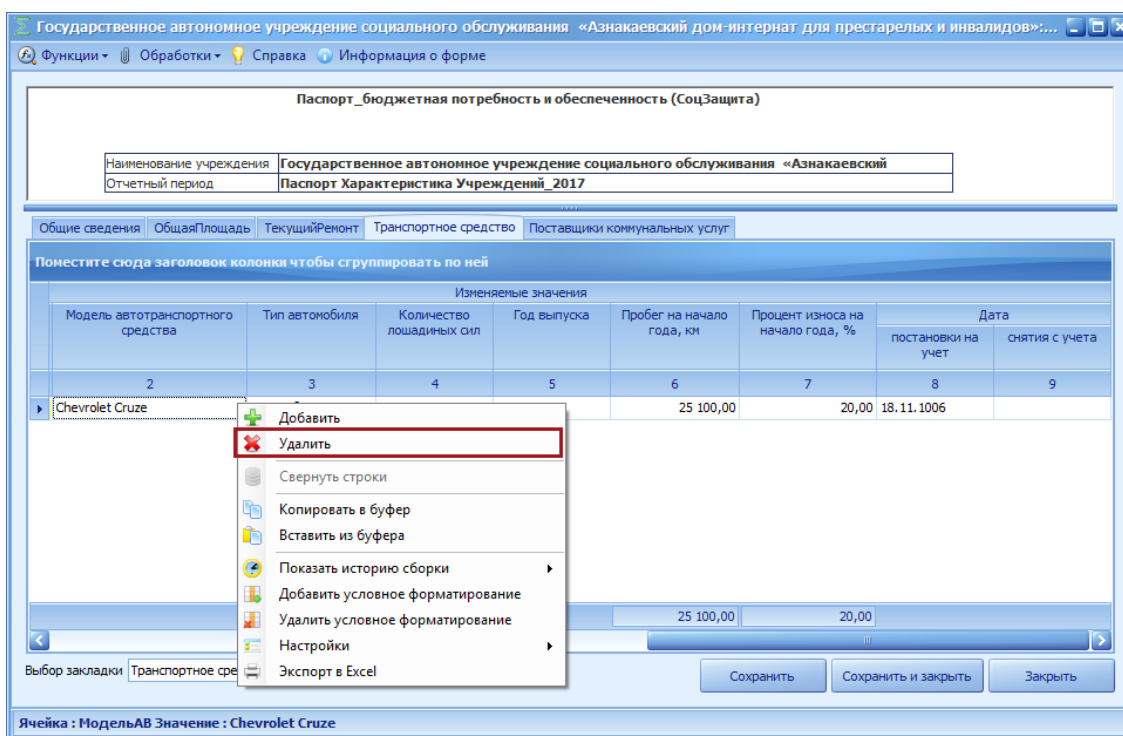 Государственное автономное учреждение социального обслуживания «Азнакаевский дом-интернат для престарелых и инвалидов»:...
Функции Обработки Справка Информация о форме
Паспорт_бюджетная потребность и обеспеченность (СоцЗащита)
Наименование учреждения Государственное автономное учреждение социального обслуживания «Азнакаевский
Отчетный период Паспорт Характеристика Учреждений_2017
Общие сведения ОбщаяПлощадь ТекущийРемонт Транспортное средство Поставщики коммунальных услуг
Поместите сюда заголовок колонки чтобы сгруппировать по ней
Изменяемые значения
Модель автотранспортного Тип автомобиля Количество Год выпуска Пробег на начало Процент износа на Дата
средства лошадиных сил года, км начало года, %
постановки на снятия с учета
учет
2 3 4 5 6 7 8 9
Chevrolet Cruze 25 100,00 20,00 18.11.1006
Добавить
Удалить
Свернуть строки
Копировать в буфер
Вставить из буфера
Показать историю сборки
Добавить условное форматирование
Удалить условное форматирование
25 100,00 20,00
Настройки
Экспорт в Excel
Выбор закладки Транспортное сре
Сохранить Сохранить и закрыть Закрыть
Ячейка : МодельАВ Значение : Chevrolet Cruze